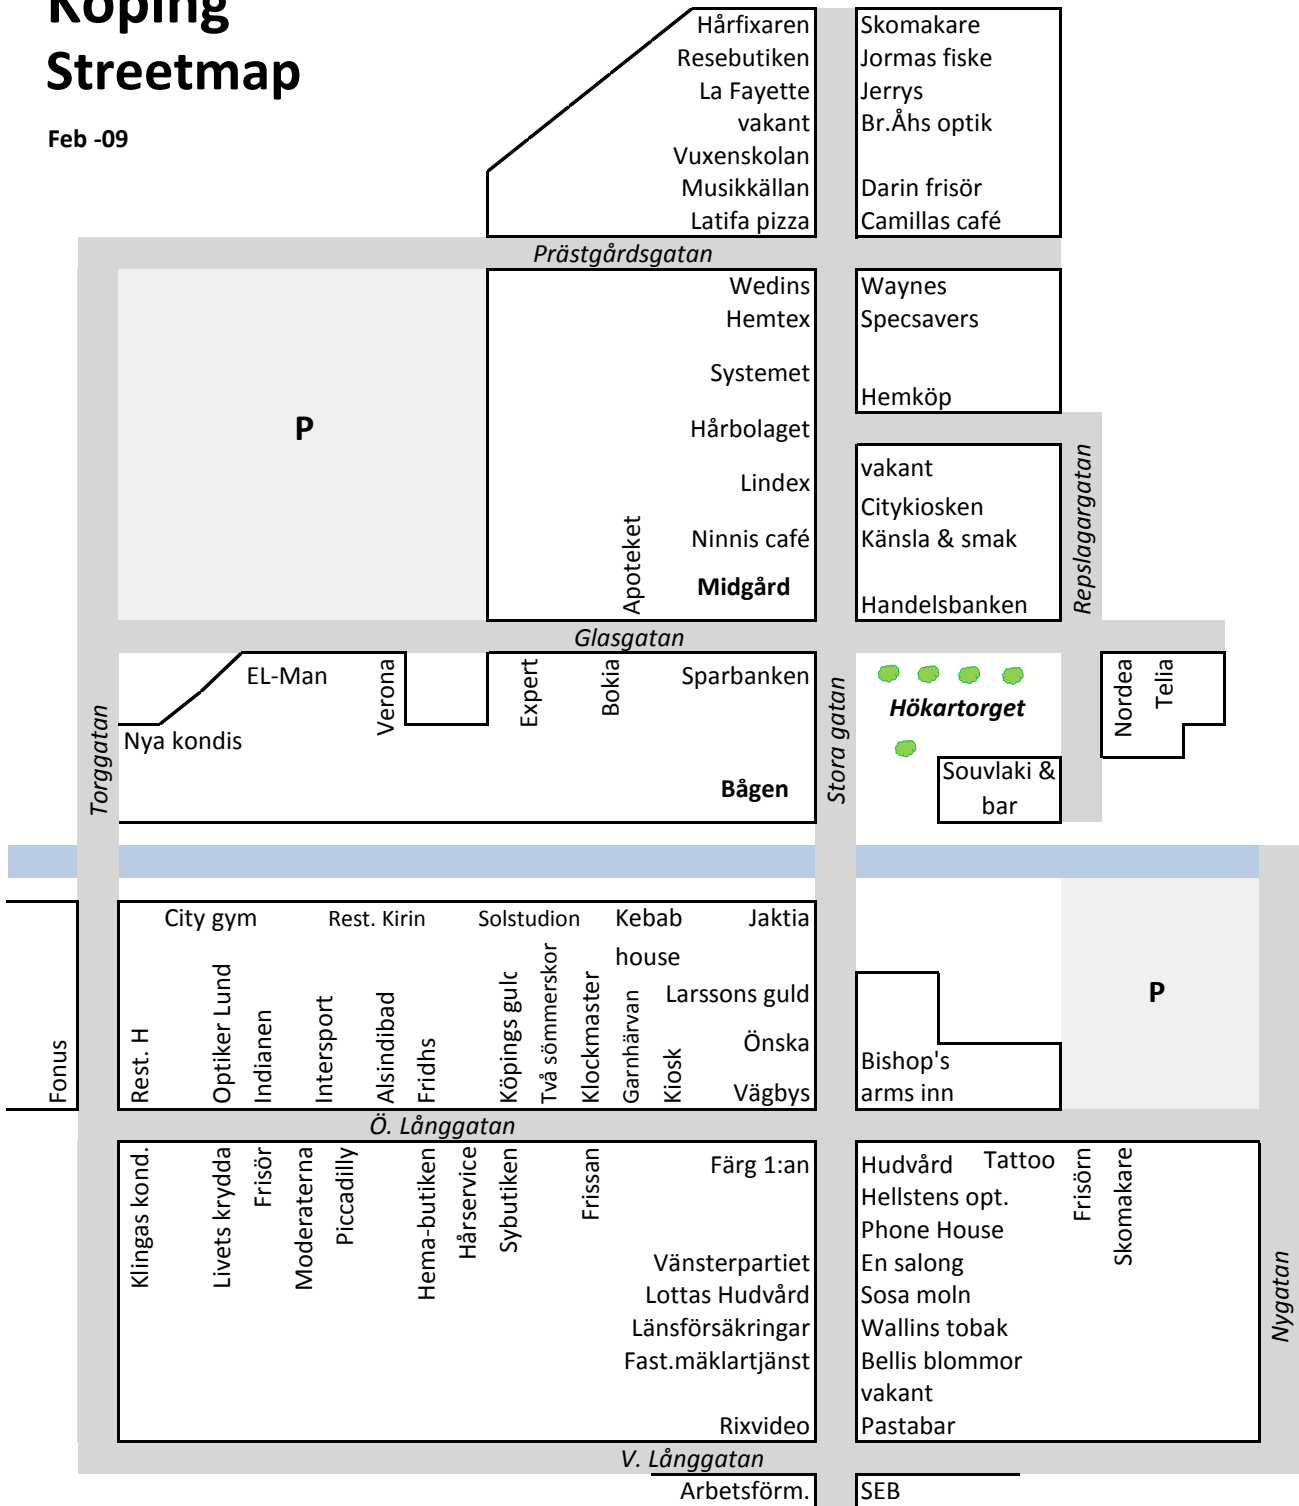 Köping
Streetmap
Feb -09
Hårfixaren
Resebutiken
La Fayette
vakant
Vuxenskolan
Musikkällan
Latifa pizza
Skomakare
Jormas fiske
Jerrys
Br.Åhs optik
Darin frisör
Camillas café
Prästgårdsgatan
P
Wedins
Hemtex
Systemet
Hårbolaget
Lindex
Ninnis café
Apoteket
Midgård
Waynes
Specsavers
Hemköp
vakant
Citykiosken
Känsla & smak
Handelsbanken
Repslagargatan
Glasgatan
Torggatan
EL-Man
Verona
Nya kondis
Expert
Bokia
Sparbanken
Bågen
Stora gatan
Hökartorget
Souvlaki &
bar
Nordea
Telia
Fonus
City gym
Rest. Kirin
Solstudion
Kebab
house
Jaktia
Rest. H
Optiker Lund
Indianen
Intersport
Alsindibad
Fridhs
Köpings guld
Två sömmerskor
Klockmaster
Garnhärvan
Kiosk
Larssons guld
Önska
Vägbys
Bishop's
arms inn
P
Ö. Långgatan
Klingas kond.
Livets krydda
Frisör
Moderaterna
Piccadilly
Hema-butiken
Hårservice
Sybutiken
Frissan
Färg 1:an
Vänsterpartiet
Lottas Hudvård
Länsförsäkringar
Fast.mäklartjänst
Rixvideo
Hudvård
Tattoo
Hellstens opt.
Phone House
En salong
Sosa moln
Wallins tobak
Bellis blommor
vakant
Pastabar
Frisörn
Skomakare
Nygatan
V. Långgatan
Arbetsförm.
SEB